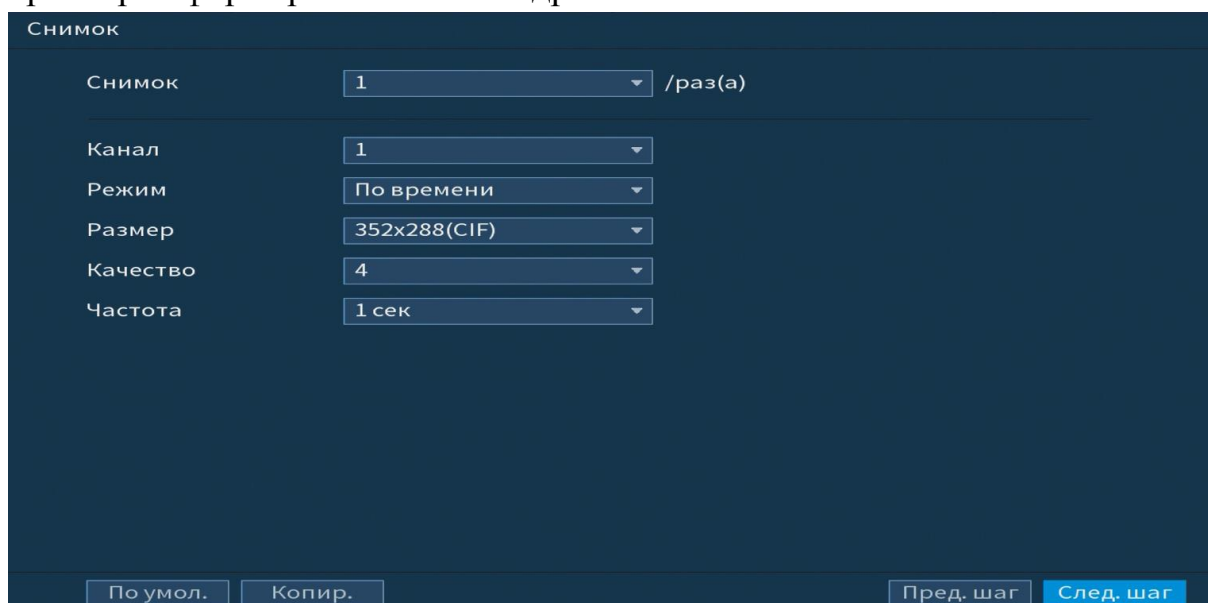 Снимок
Снимок 1 /раз(а)
Канал 1
Режим По времени
Размер 352x288(CIF)
Качество 4
Частота 1 сек
По умол. Копир. Пред. шаг След. шаг